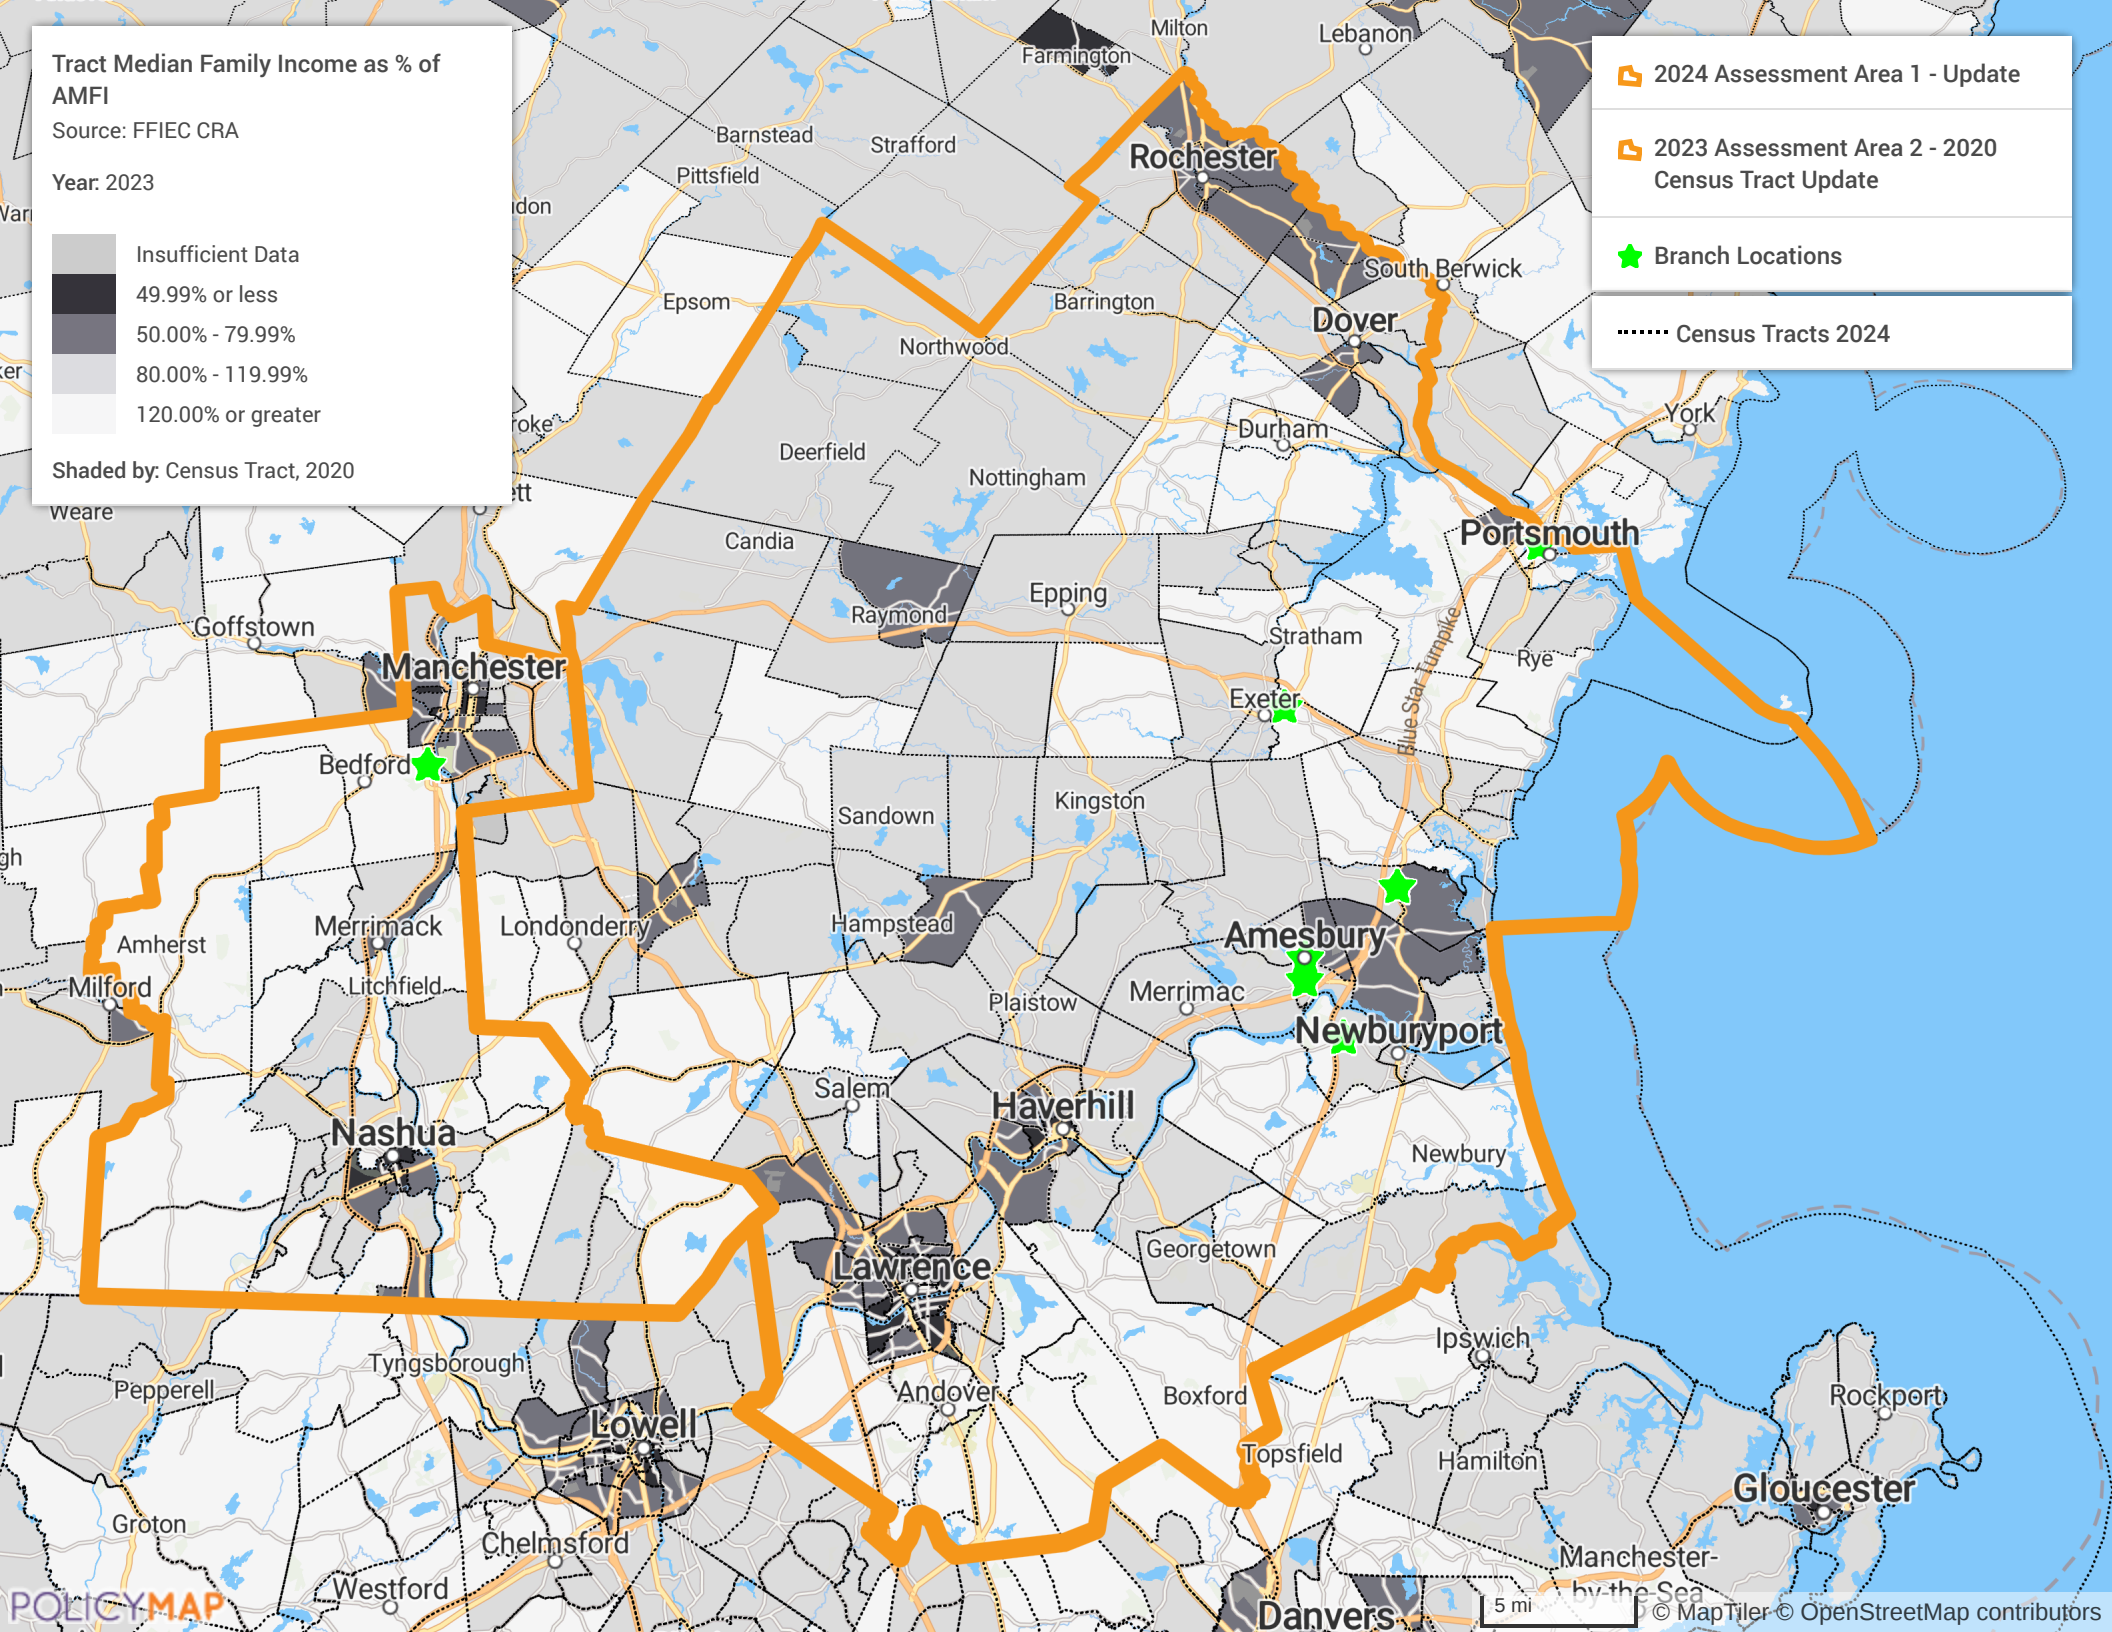 Tract Median Family Income as % of
AMFI
Source: FFIEC CRA
Year: 2023
Insufficient Data
49.99% or less
50.00% - 79.99%
80.00% - 119.99%
120.00% or greater
Shaded by: Census Tract, 2020
2024 Assessment Area 1 - Update
2023 Assessment Area 2 - 2020
Census Tract Update
Branch Locations
Census Tracts 2024
Milton
Lebanon
Farmington
Barnstead
Strafford
Rochester
Pittsfield
South Berwick
Epsom
Barrington
Dover
Northwood
York
Durham
Deerfield
Nottingham
Weare
Candia
Portsmouth
Epping
Raymond
Goffstown
Stratham
Blue Star Turnpike
Rye
Manchester
Exeter
Bedford
Kingston
Sandown
Merrimack
Londonderry
Hampstead
Amesbury
Amherst
Milford
Litchfield
Plaistow
Merrimac
Newburyport
Salem
Haverhill
Nashua
Newbury
Georgetown
Lawrence
Ipswich
Tyngsborough
Pepperell
Andover
Boxford
Rockport
Lowell
Topsfield
Hamilton
Gloucester
Groton
Chelmsford
Manchester-
by-the-Sea
Westford
Danvers
POLICYMAP
5 mi
© MapTiler © OpenStreetMap contributors